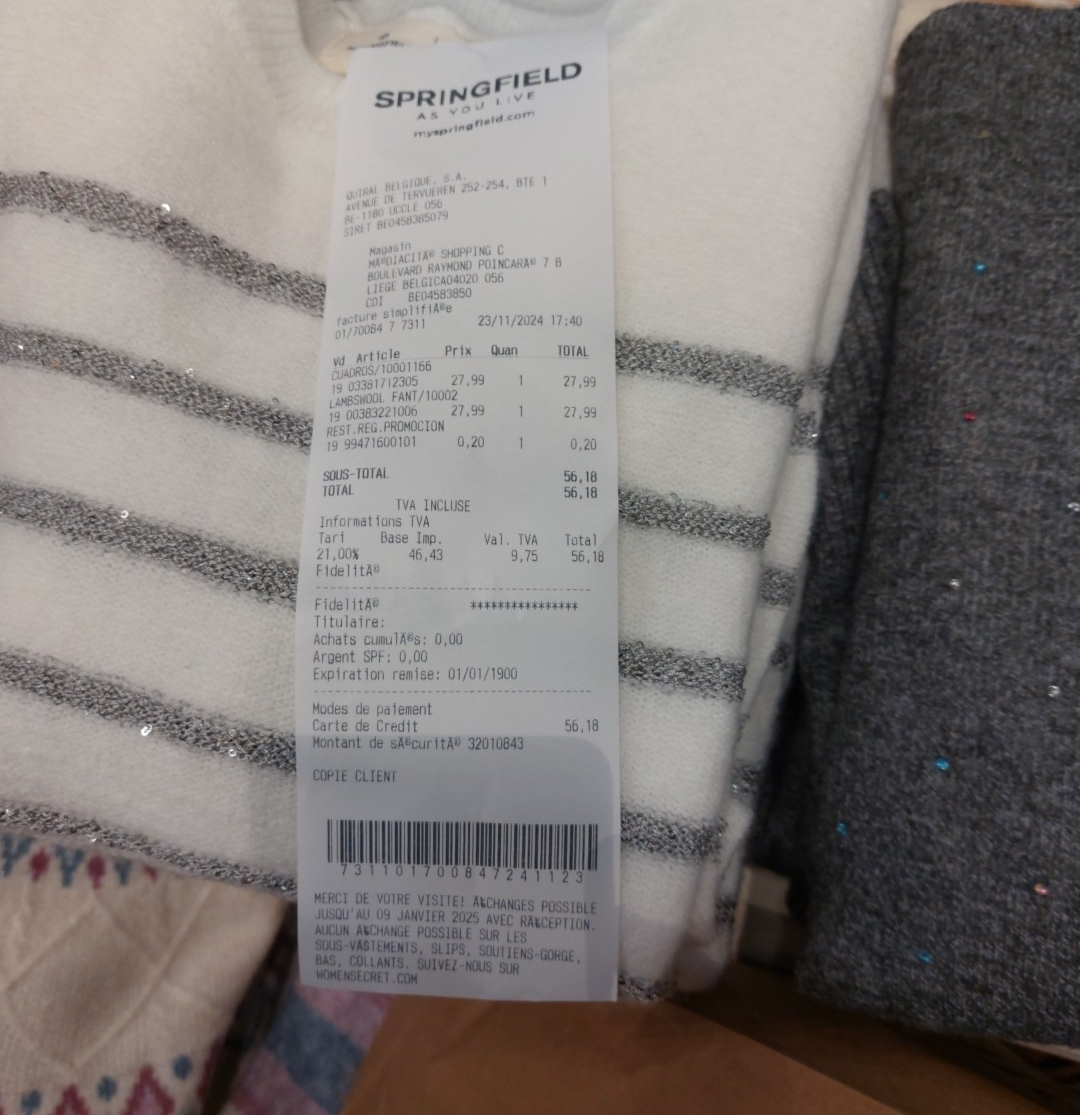 SPRINGFIELD
AS YOU LIVE
myspringfield.com
QUIRAL BELGIQUE, S.A.
AVENUE DE TERVUEREN 252-254, BTE 1
BE-1180 UCCLE 056
SIRET BE0458385079
Magasin
MÃ©DIACITÃ© SHOPPING C
BOULEVARD RAYMOND POINCARÃ© 7 B
LIEGE BELGICA04020 056
CDI BE04583850
facture simplifiÃ©e
01/70084 7 7311 23/11/2024 17:40
Vd Article Prix Quan TOTAL
CUADROS/10001166
19 03381712305 27,99 1 27,99
LAMBSWOOL FANT/10002
19 00383221006 27,99 1 27,99
REST.REG.PROMOCION
19 99471600101 0,20 1 0,20
SOUS-TOTAL 56,18
TOTAL 56,18
TVA INCLUSE
Informations TVA
Tari Base Imp. Val. TVA Total
21,00% 46,43 9,75 56,18
FidelitÃ©
FidelitÃ© ****************
Titulaire:
Achats cumulÃ©s: 0,00
Argent SPF: 0,00
Expiration remise: 01/01/1900
Modes de paiement
Carte de Credit 56,18
Montant de sÃ©curitÃ© 32010843
COPIE CLIENT
731101700847241123
MERCI DE VOTRE VISITE! Ã‰CHANGES POSSIBLE
JUSQU'AU 09 JANVIER 2025 AVEC RÃ‰CEPTION.
AUCUN Ã‰CHANGE POSSIBLE SUR LES
SOUS-VÃŠTEMENTS, SLIPS, SOUTIENS-GORGE,
BAS, COLLANTS. SUIVEZ-NOUS SUR
WOMENSECRET.COM